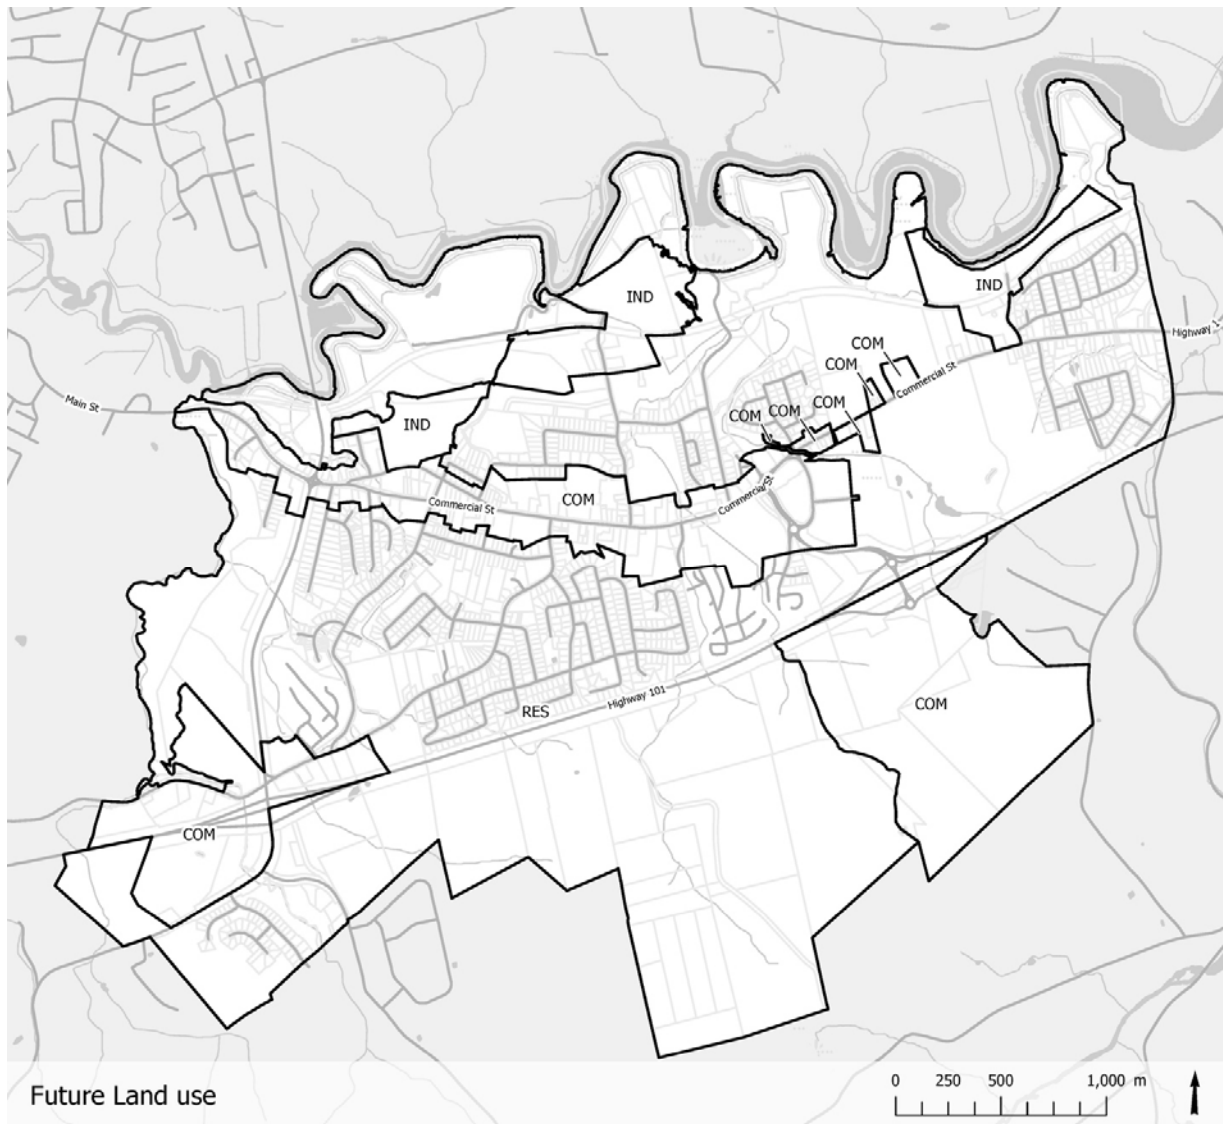 IND
IND
Highway 1
COM
COM
Commercial St
Main St
COM
COM
COM
IND
COM
Commercial St
Commercial St
Highway 101
RES
COM
COM
Future Land use
0 250 500 1,000 m